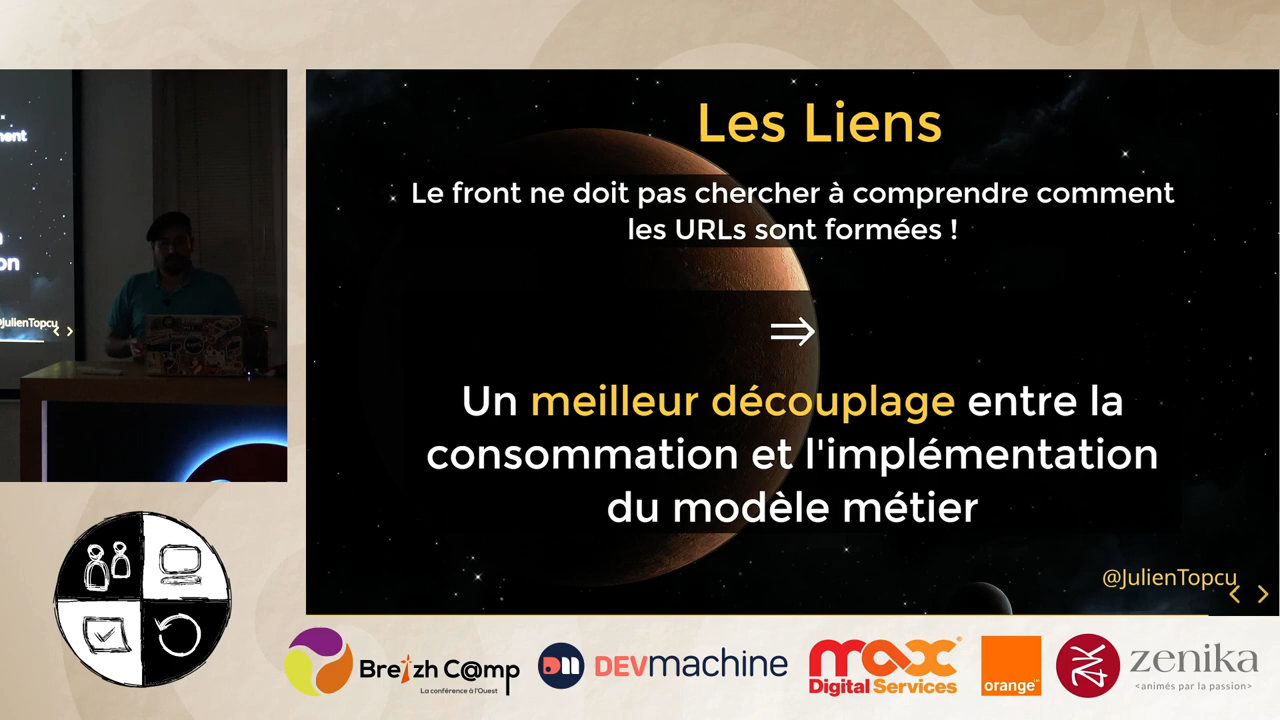 Les Liens
Le front ne doit pas chercher à comprendre comment
les URLs sont formées !
⇒
Un meilleur découplage entre la
consommation et l'implémentation
du modèle métier
@JulienTopcu
@JulienTopcu
Breizh C@mp
La conférence à l'Ouest
DEVmachine
max
Digital Services
orange
zenika
<animés par la passion>